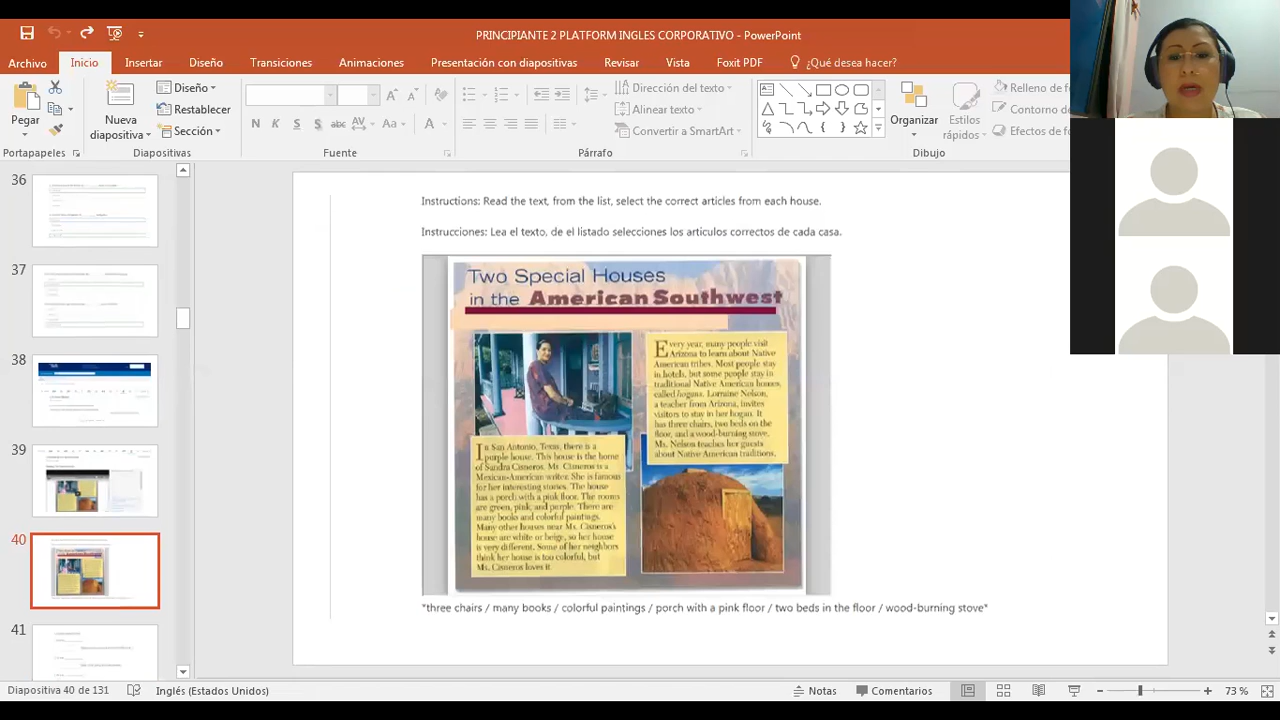 PRINCIPIANTE 2 PLATFORM INGLES CORPORATIVO - PowerPoint
Archivo Inicio Insertar Diseño Transiciones Animaciones Presentación con diapositivas Revisar Vista Foxit PDF ¿Qué desea hacer?
Pegar
Nueva diapositiva
Diseño
Restablecer
Sección
N K S S abc AV Aa A
Dirección del texto
Alinear texto
Convertir a SmartArt
Organizar
Estilos rápidos
Relleno de f
Contorno de
Efectos de fo
Portapapeles Diapositivas Fuente Párrafo Dibujo
36
37
38
39
40
41
Instructions: Read the text, from the list, select the correct articles from each house.
Instrucciones: Lea el texto, de el listado selecciones los articulos correctos de cada casa.
Two Special Houses
in the American Southwest
Every year, many people visit
Arizona to learn about Native
American tribes. Most people stay
in hotels, but some people stay in
traditional Native American homes,
called hogans. Lorraine Nelson,
a teacher from Arizona, invites
visitors to stay in her hogan. It
has three chairs, two beds on the
floor, and a wood-burning stove.
Ms. Nelson teaches her guests
about Native American traditions.
In San Antonio, Texas, there is a
purple house. This house is the home
of Sandra Cisneros. Ms. Cisneros is a
Mexican-American writer. She is famous
for her interesting stories. The house
has a porch with a pink floor. The rooms
are green, pink, and purple. There are
many books and colorful paintings.
Many other houses near Ms. Cisneros's
house are white or beige, so her house
is very different. Some of her neighbors
think her house is too colorful, but
Ms. Cisneros loves it.
*three chairs / many books / colorful paintings / porch with a pink floor / two beds in the floor / wood-burning stove*
Diapositiva 40 de 131 Inglés (Estados Unidos) Notas Comentarios 73 %